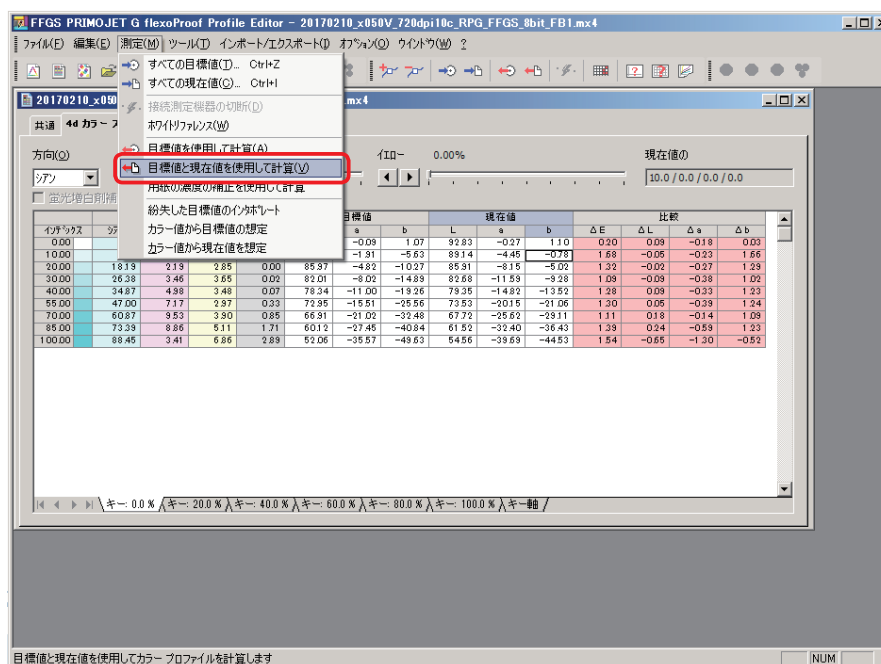 FFGS PRIMOJET G flexoProof Profile Editor - 20170210_x050V_720dpi10c_RPG_FFGS_8bit_FB1.mx4
ファイル(F) 編集(E) 測定(M) ツール(T) インポート/エクスポート(I) オプション(O) ウインドウ(W) ?
すべての目標値(T)... Ctrl+Z
すべての現在値(C)... Ctrl+I
接続測定機器の切断(D)
ホワイトリファレンス(W)
目標値を使用して計算(A)
目標値と現在値を使用して計算(V)
用紙の濃度の補正を使用して計算
紛失した目標値のインタポレート
カラー値から目標値の想定
カラー値から現在値を想定
20170210_x050 .mx4
共通 4d カラー
方向(O) イエロー 0.00% 現在値の
シアン 10.0 / 0.0 / 0.0 / 0.0
蛍光増白剤補
目標値 現在値 比較
インデックス a b L a b ΔE ΔL Δa Δb
0.00 -0.09 1.07 92.83 -0.27 1.10 0.20 0.09 -0.18 0.03
10.00 -1.91 -5.63 89.14 -4.45 -0.78 1.68 -0.05 -0.23 1.66
20.00 18.19 2.19 2.85 0.00 85.97 -4.82 -10.27 85.91 -8.15 -5.02 1.32 -0.02 -0.27 1.29
30.00 26.38 3.46 3.65 0.02 82.01 -8.02 -14.89 82.68 -11.59 -9.28 1.09 -0.09 -0.38 1.02
40.00 34.87 4.98 3.48 0.07 78.34 -11.00 -19.26 79.35 -14.82 -13.52 1.28 0.09 -0.33 1.23
55.00 47.00 7.17 2.97 0.33 72.95 -15.51 -25.56 73.53 -20.15 -21.06 1.30 0.05 -0.39 1.24
70.00 60.87 9.53 3.90 0.85 66.91 -21.02 -32.48 67.72 -25.62 -29.11 1.11 0.18 -0.14 1.09
85.00 73.39 8.86 5.11 1.71 60.12 -27.45 -40.84 61.52 -32.40 -36.43 1.39 0.24 -0.59 1.23
100.00 88.45 3.41 6.86 2.89 52.06 -35.57 -49.63 54.56 -39.69 -44.53 1.54 -0.65 -1.30 -0.52
キー: 0.0 % キー: 20.0 % キー: 40.0 % キー: 60.0 % キー: 80.0 % キー: 100.0 % キー軸
目標値と現在値を使用してカラー プロファイルを計算します NUM